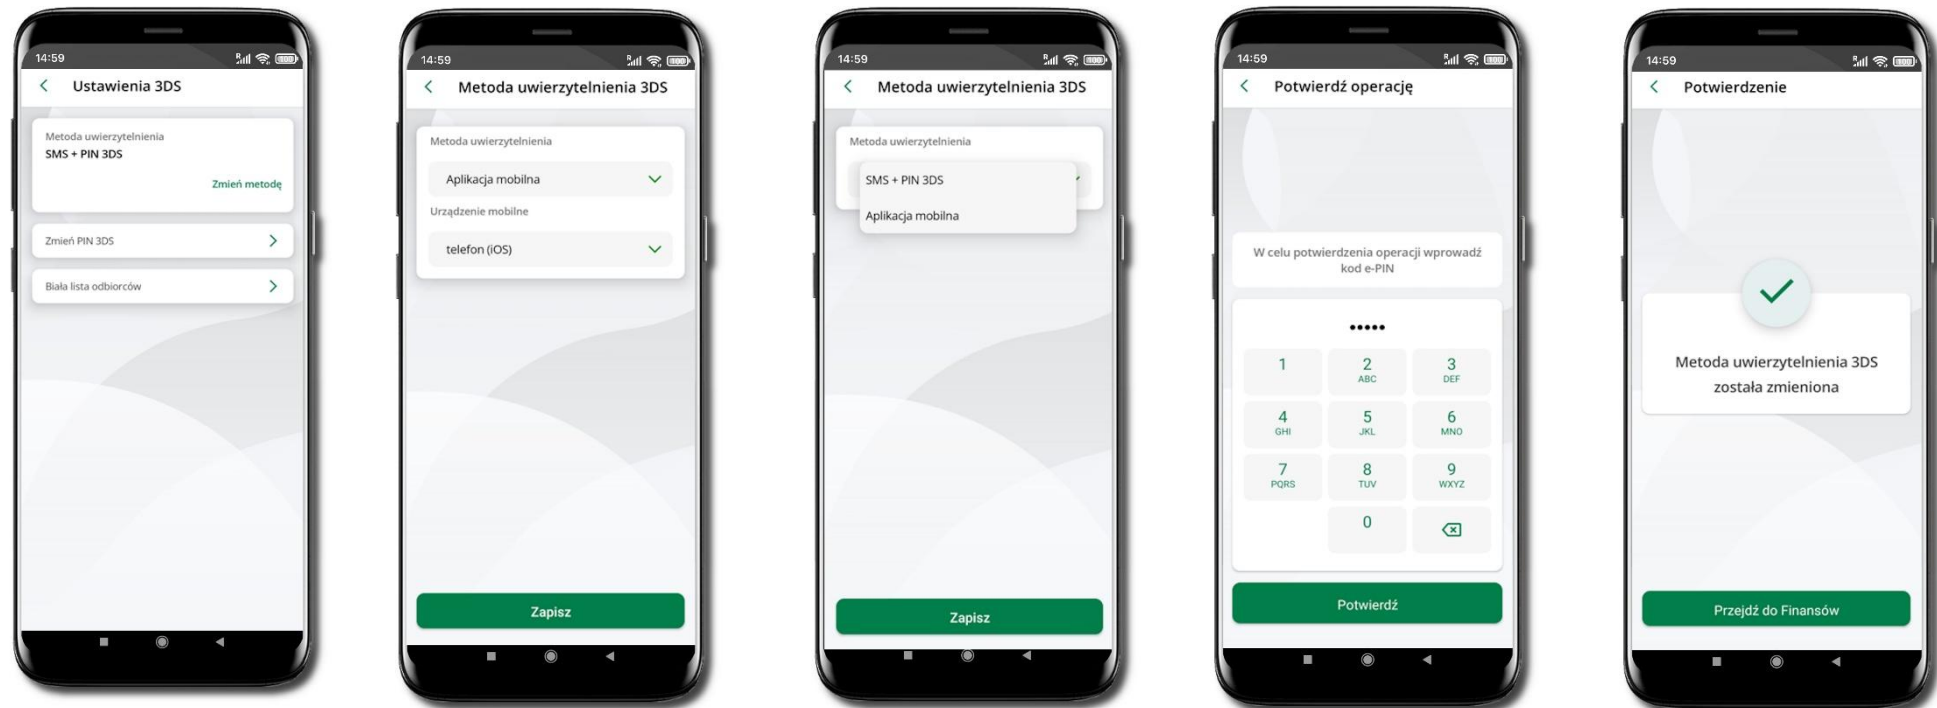 14:59
Ustawienia 3DS
Metoda uwierzytelnienia
SMS + PIN 3DS
Zmień metodę
Zmień PIN 3DS
Biała lista odbiorców
14:59
Metoda uwierzytelnienia 3DS
Metoda uwierzytelnienia
Aplikacja mobilna
Urządzenie mobilne
telefon (iOS)
Zapisz
14:59
Metoda uwierzytelnienia 3DS
Metoda uwierzytelnienia
SMS + PIN 3DS
Aplikacja mobilna
Zapisz
14:59
Potwierdź operację
W celu potwierdzenia operacji wprowadź
kod e-PIN
•••••
1 2 3
ABC DEF
4 5 6
GHI JKL MNO
7 8 9
PQRS TUV WXYZ
0
Potwierdź
14:59
Potwierdzenie
Metoda uwierzytelnienia 3DS
została zmieniona
Przejdź do Finansów